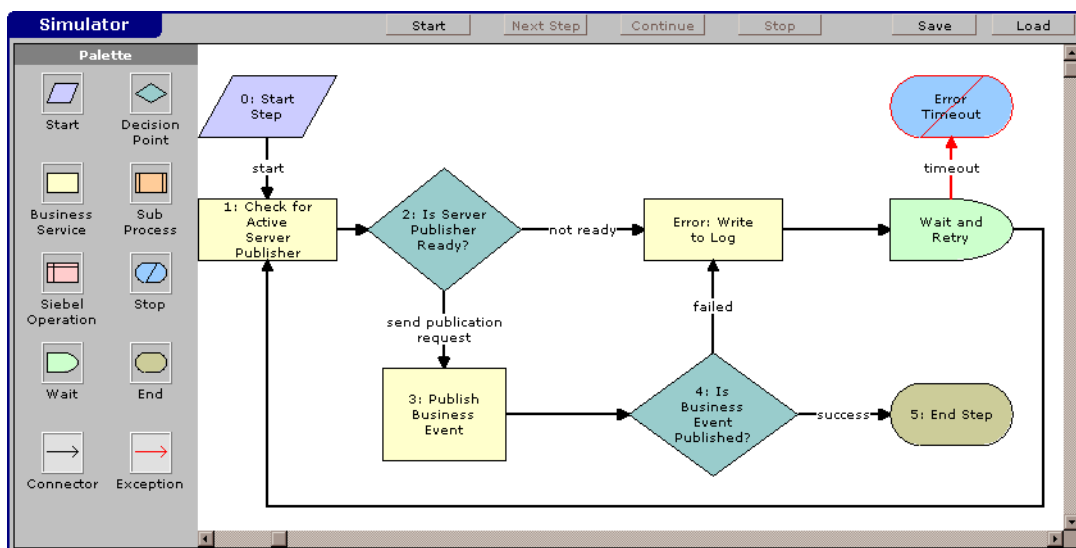 Simulator
Start
Next Step
Continue
Stop
Save
Load
Palette
Start
Decision
Point
Business
Service
Sub
Process
Siebel
Operation
Stop
Wait
End
Connector
Exception
0: Start
Step
start
1: Check for
Active
Server
Publisher
2: Is Server
Publisher
Ready?
not ready
Error: Write
to Log
Wait and
Retry
timeout
Error
Timeout
send publication
request
3: Publish
Business
Event
4: Is
Business
Event
Published?
failed
success
5: End Step